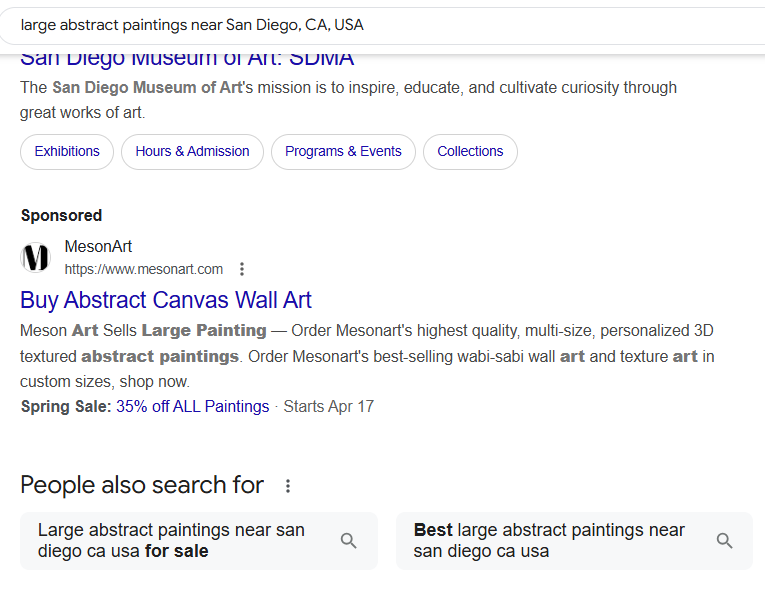 large abstract paintings near San Diego, CA, USA
San Diego Museum of Art: SDMA
The San Diego Museum of Art's mission is to inspire, educate, and cultivate curiosity through
great works of art.
Exhibitions
Hours & Admission
Programs & Events
Collections
Sponsored
MesonArt
https://www.mesonart.com
Buy Abstract Canvas Wall Art
Meson Art Sells Large Painting — Order Mesonart's highest quality, multi-size, personalized 3D
textured abstract paintings. Order Mesonart's best-selling wabi-sabi wall art and texture art in
custom sizes, shop now.
Spring Sale: 35% off ALL Paintings · Starts Apr 17
People also search for
Large abstract paintings near san
diego ca usa for sale
Best large abstract paintings near
san diego ca usa